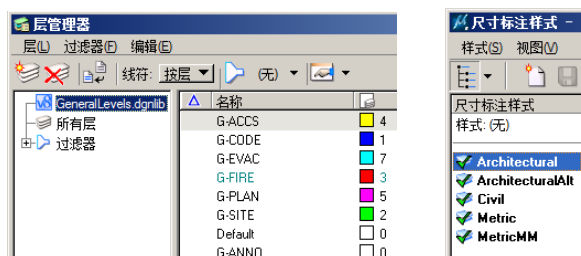 层管理器
层(L) 过滤器(F) 编辑(E)
线符: 按层 (无)
GeneralLevels.dgnlib
所有层
过滤器
名称
G-ACCS 4
G-CODE 1
G-EVAC 7
G-FIRE 3
G-PLAN 5
G-SITE 2
Default 0
G-ANNO 0
尺寸标注样式 -
样式(S) 视图(V)
尺寸标注样式
样式: (无)
Architectural
ArchitecturalAlt
Civil
Metric
MetricMM